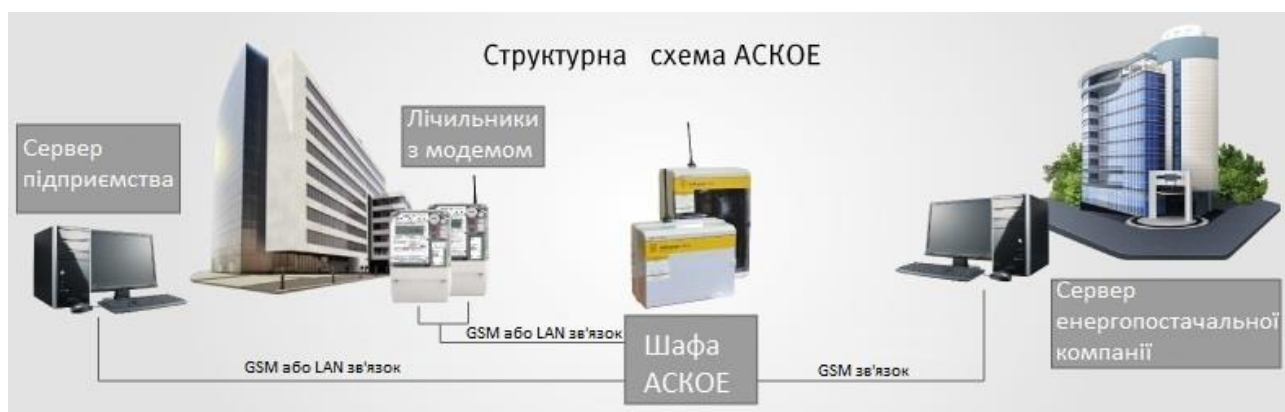 Структурна схема АСКОЕ
Лічильники
з модемом
Сервер
підприємства
Сервер
енергопостачальної
компанії
GSM або LAN зв'язок
Шафа
АСКОЕ
GSM або LAN зв'язок
GSM зв'язок